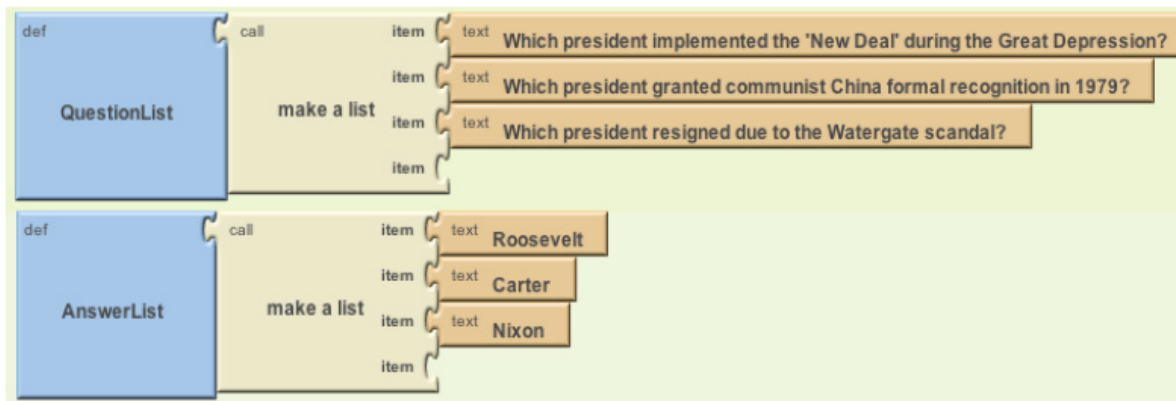 def call item text Which president implemented the 'New Deal' during the Great Depression?
item text Which president granted communist China formal recognition in 1979?
QuestionList make a list
item text Which president resigned due to the Watergate scandal?
item
def call item text Roosevelt
item text Carter
AnswerList make a list
item text Nixon
item